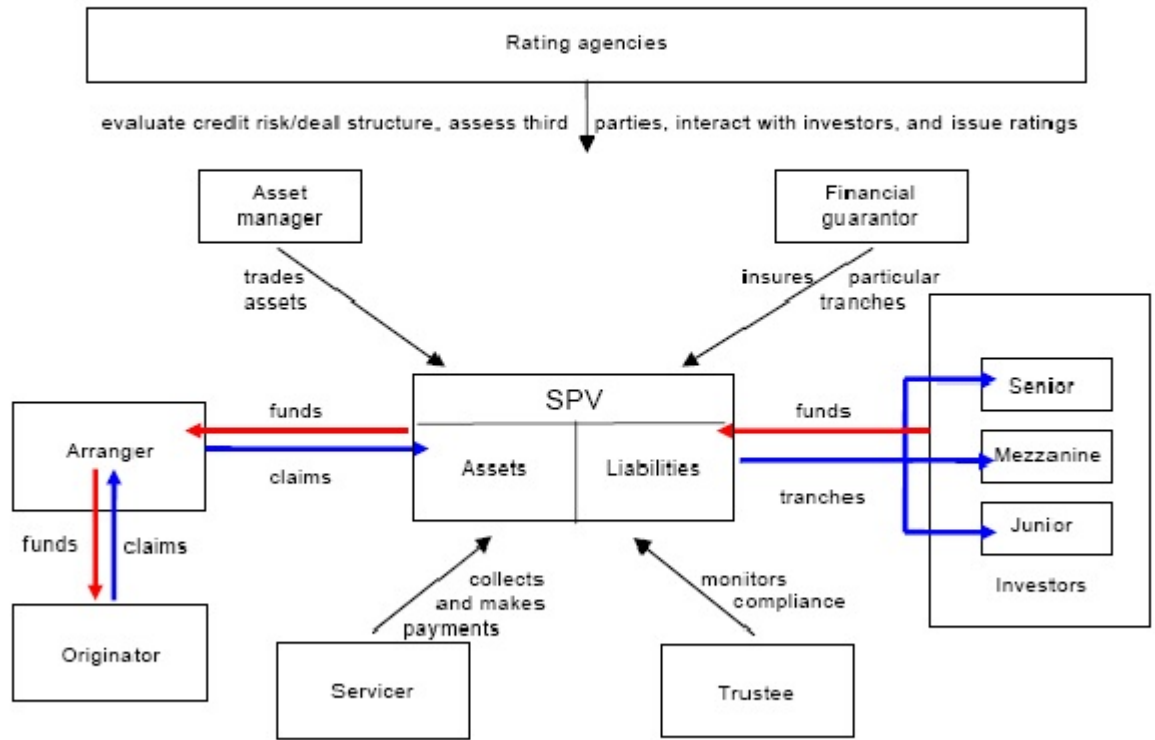 Rating agencies
evaluate credit risk/deal structure, assess third parties, interact with investors, and issue ratings
Asset
manager
Financial
guarantor
trades
assets
insures particular
tranches
SPV
Assets
Liabilities
Arranger
funds
claims
funds
claims
Originator
funds
tranches
Senior
Mezzanine
Junior
Investors
collects
and makes
payments
Servicer
monitors
compliance
Trustee